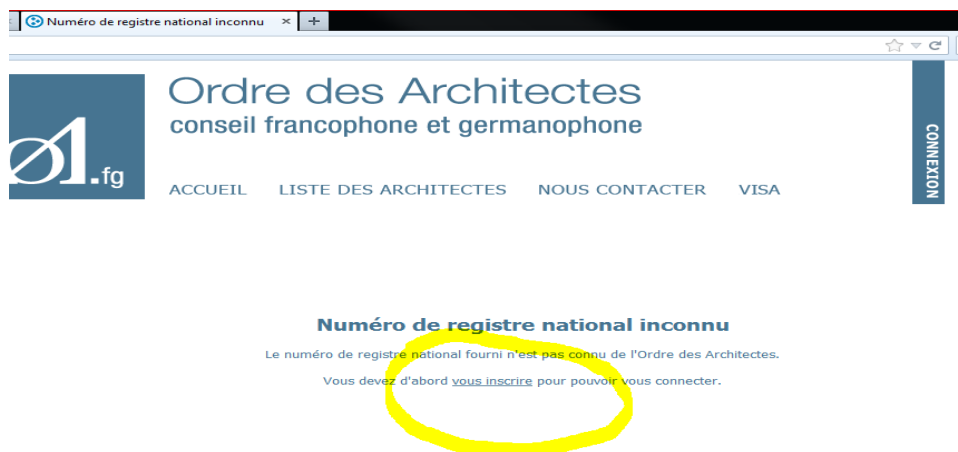 Numéro de registre national inconnu × +
Ordre des Architectes
conseil francophone et germanophone
.fg
ACCUEIL LISTE DES ARCHITECTES NOUS CONTACTER VISA
CONNEXION
Numéro de registre national inconnu
Le numéro de registre national fourni n'est pas connu de l'Ordre des Architectes.
Vous devez d'abord vous inscrire pour pouvoir vous connecter.